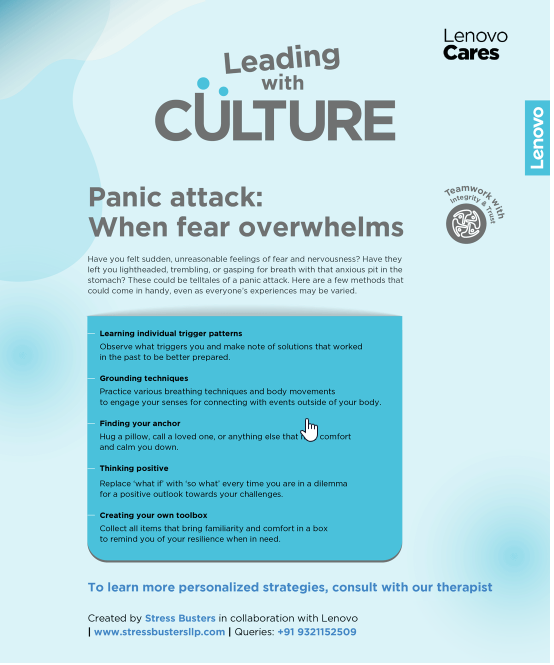 Lenovo
Cares
Leading
with
CULTURE
Lenovo
Panic attack:
When fear overwhelms
Teamwork with
Integrity & Trust
Have you felt sudden, unreasonable feelings of fear and nervousness? Have they
left you lightheaded, trembling, or gasping for breath with that anxious pit in the
stomach? These could be telltales of a panic attack. Here are a few methods that
could come in handy, even as everyone's experiences may be varied.
Learning individual trigger patterns
Observe what triggers you and make note of solutions that worked
in the past to be better prepared.
Grounding techniques
Practice various breathing techniques and body movements
to engage your senses for connecting with events outside of your body.
Finding your anchor
Hug a pillow, call a loved one, or anything else that comfort
and calm you down.
Thinking positive
Replace 'what if' with 'so what' every time you are in a dilemma
for a positive outlook towards your challenges.
Creating your own toolbox
Collect all items that bring familiarity and comfort in a box
to remind you of your resilience when in need.
To learn more personalized strategies, consult with our therapist
Created by Stress Busters in collaboration with Lenovo
| www.stressbustersllp.com | Queries: +91 9321152509